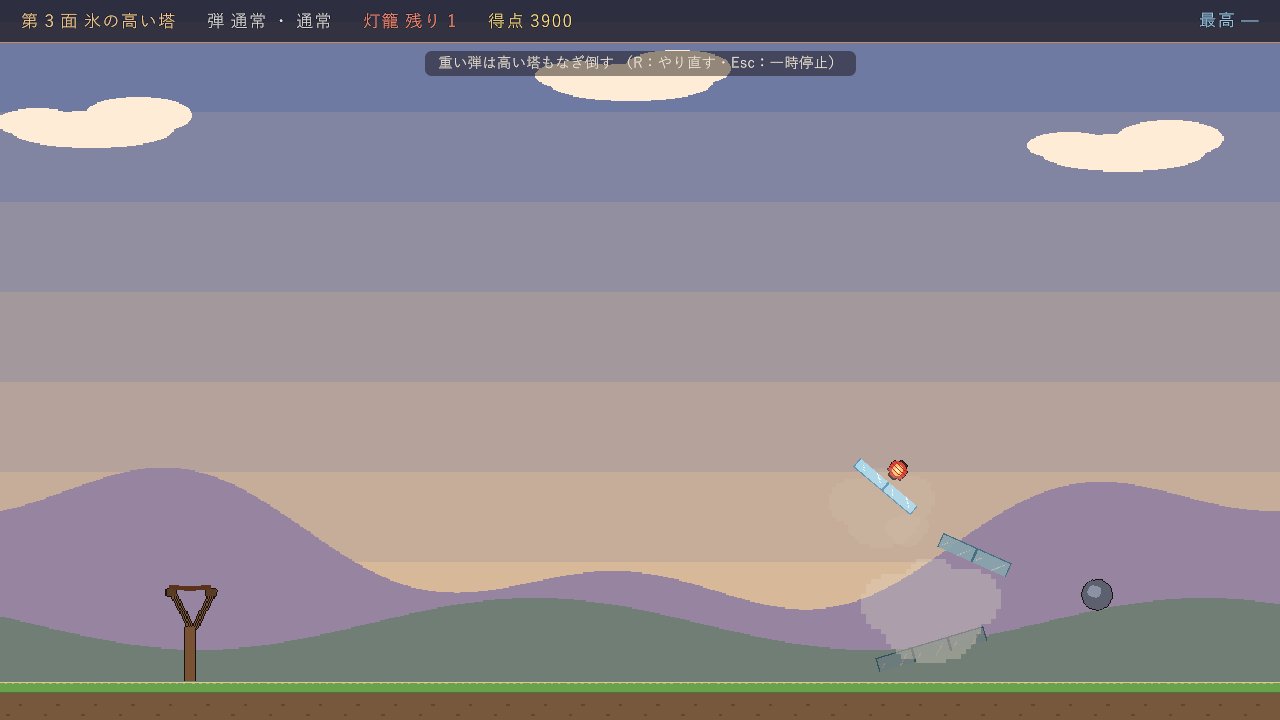 第 3 面 氷の高い塔 弾 通常 ・ 通常 灯籠 残り 1 得点 3900 最高 —
重い弾は高い塔もなぎ倒す （R：やり直す・Esc：一時停止）